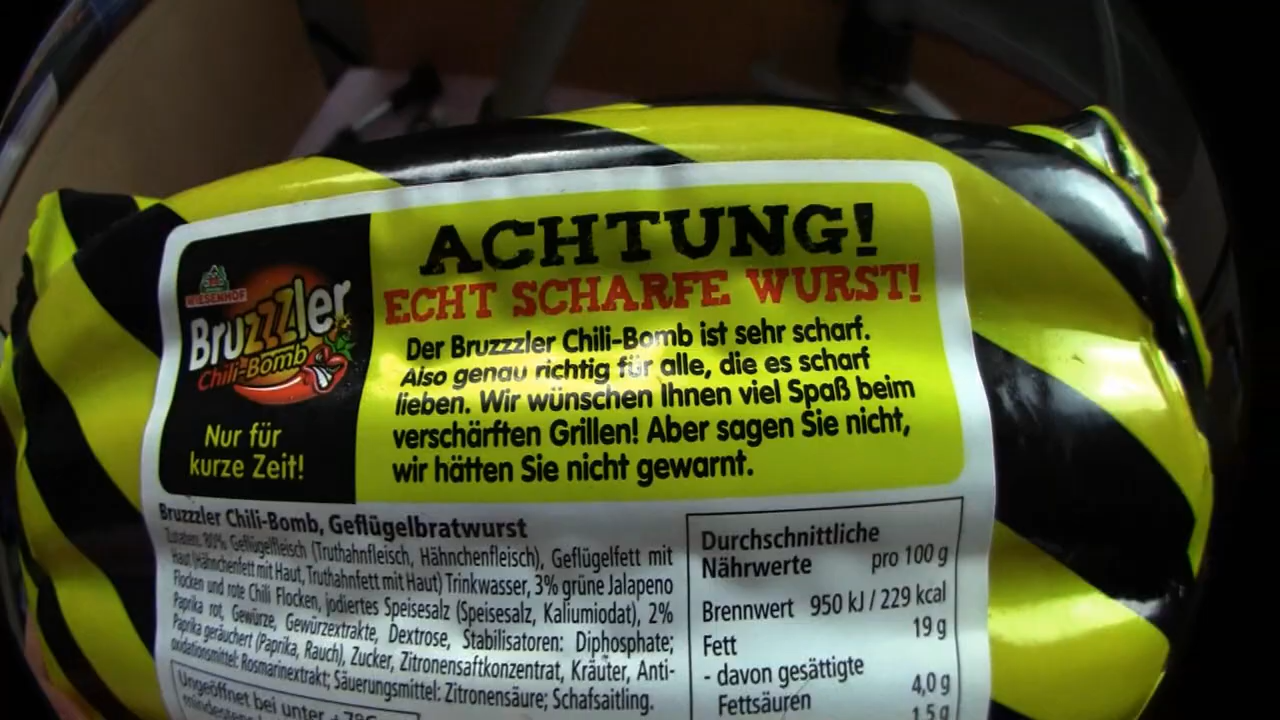 ACHTUNG!
ECHT SCHARFE WURST!
WIESENHOF
Bruzzzler
Chili-Bomb
Nur für
kurze Zeit!
Der Bruzzzler Chili-Bomb ist sehr scharf.
Also genau richtig für alle, die es scharf
lieben. Wir wünschen Ihnen viel Spaß beim
verschärften Grillen! Aber sagen Sie nicht,
wir hätten Sie nicht gewarnt.
Bruzzzler Chili-Bomb, Geflügelbratwurst
Zutaten: 80% Geflügelfleisch (Truthahnfleisch, Hähnchenfleisch), Geflügelfett mit
Haut (Hähnchenfett mit Haut, Truthahnfett mit Haut) Trinkwasser, 3% grüne Jalapeno
Flocken und rote Chili Flocken, jodiertes Speisesalz (Speisesalz, Kaliumiodat), 2%
Paprika rot, Gewürze, Gewürzextrakte, Dextrose, Stabilisatoren: Diphosphate;
Paprika geräuchert (Paprika, Rauch), Zucker, Zitronensaftkonzentrat, Kräuter, Anti-
oxidationsmittel: Rosmarinextrakt; Säuerungsmittel: Zitronensäure; Schafsaitling.
Ungeöffnet bei unter + 7°C
mindestens
Durchschnittliche
Nährwerte pro 100 g
Brennwert 950 kJ / 229 kcal
Fett 19 g
- davon gesättigte
Fettsäuren 4,0 g
1,5 g